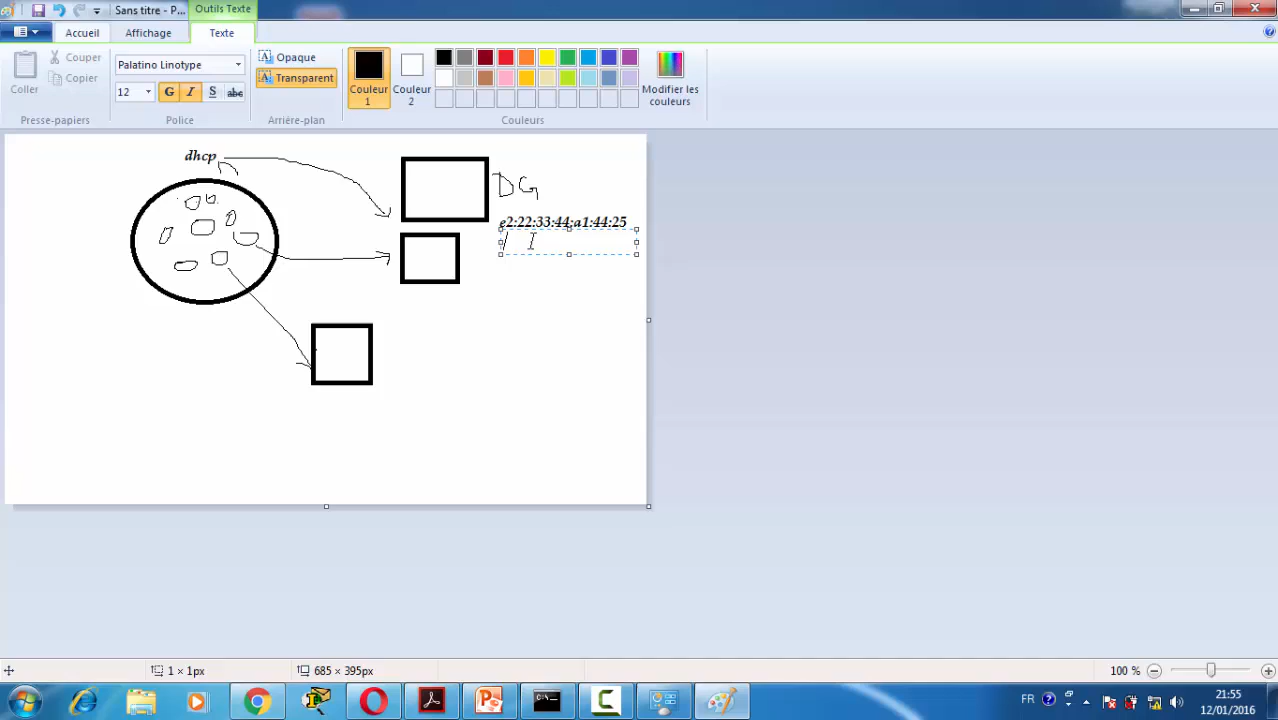 Sans titre - P...
Outils Texte
Accueil
Affichage
Texte
Coller
Couper
Copier
Presse-papiers
Palatino Linotype
12
G I S abc
Police
Opaque
Transparent
Arrière-plan
Couleur 1
Couleur 2
Modifier les couleurs
Couleurs
dhcp
DG
e2:22:33:44:a1:44:25
1 × 1px
685 × 395px
100 %
FR
21:55
12/01/2016